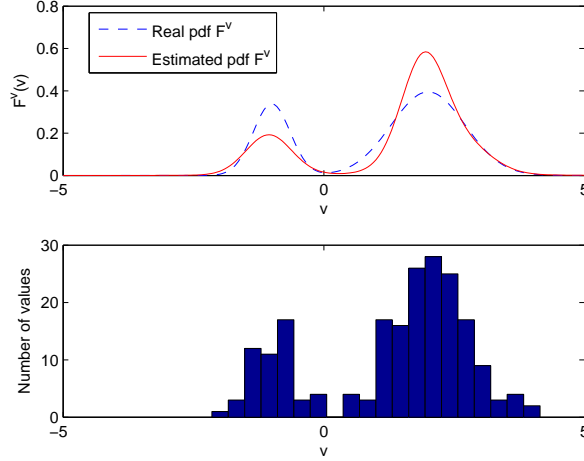 0.8
0.6
0.4
0.2
0
F^v(v)
Real pdf F^v
Estimated pdf F^v
−5
0
5
v
30
20
10
0
Number of values
−5
0
5
v